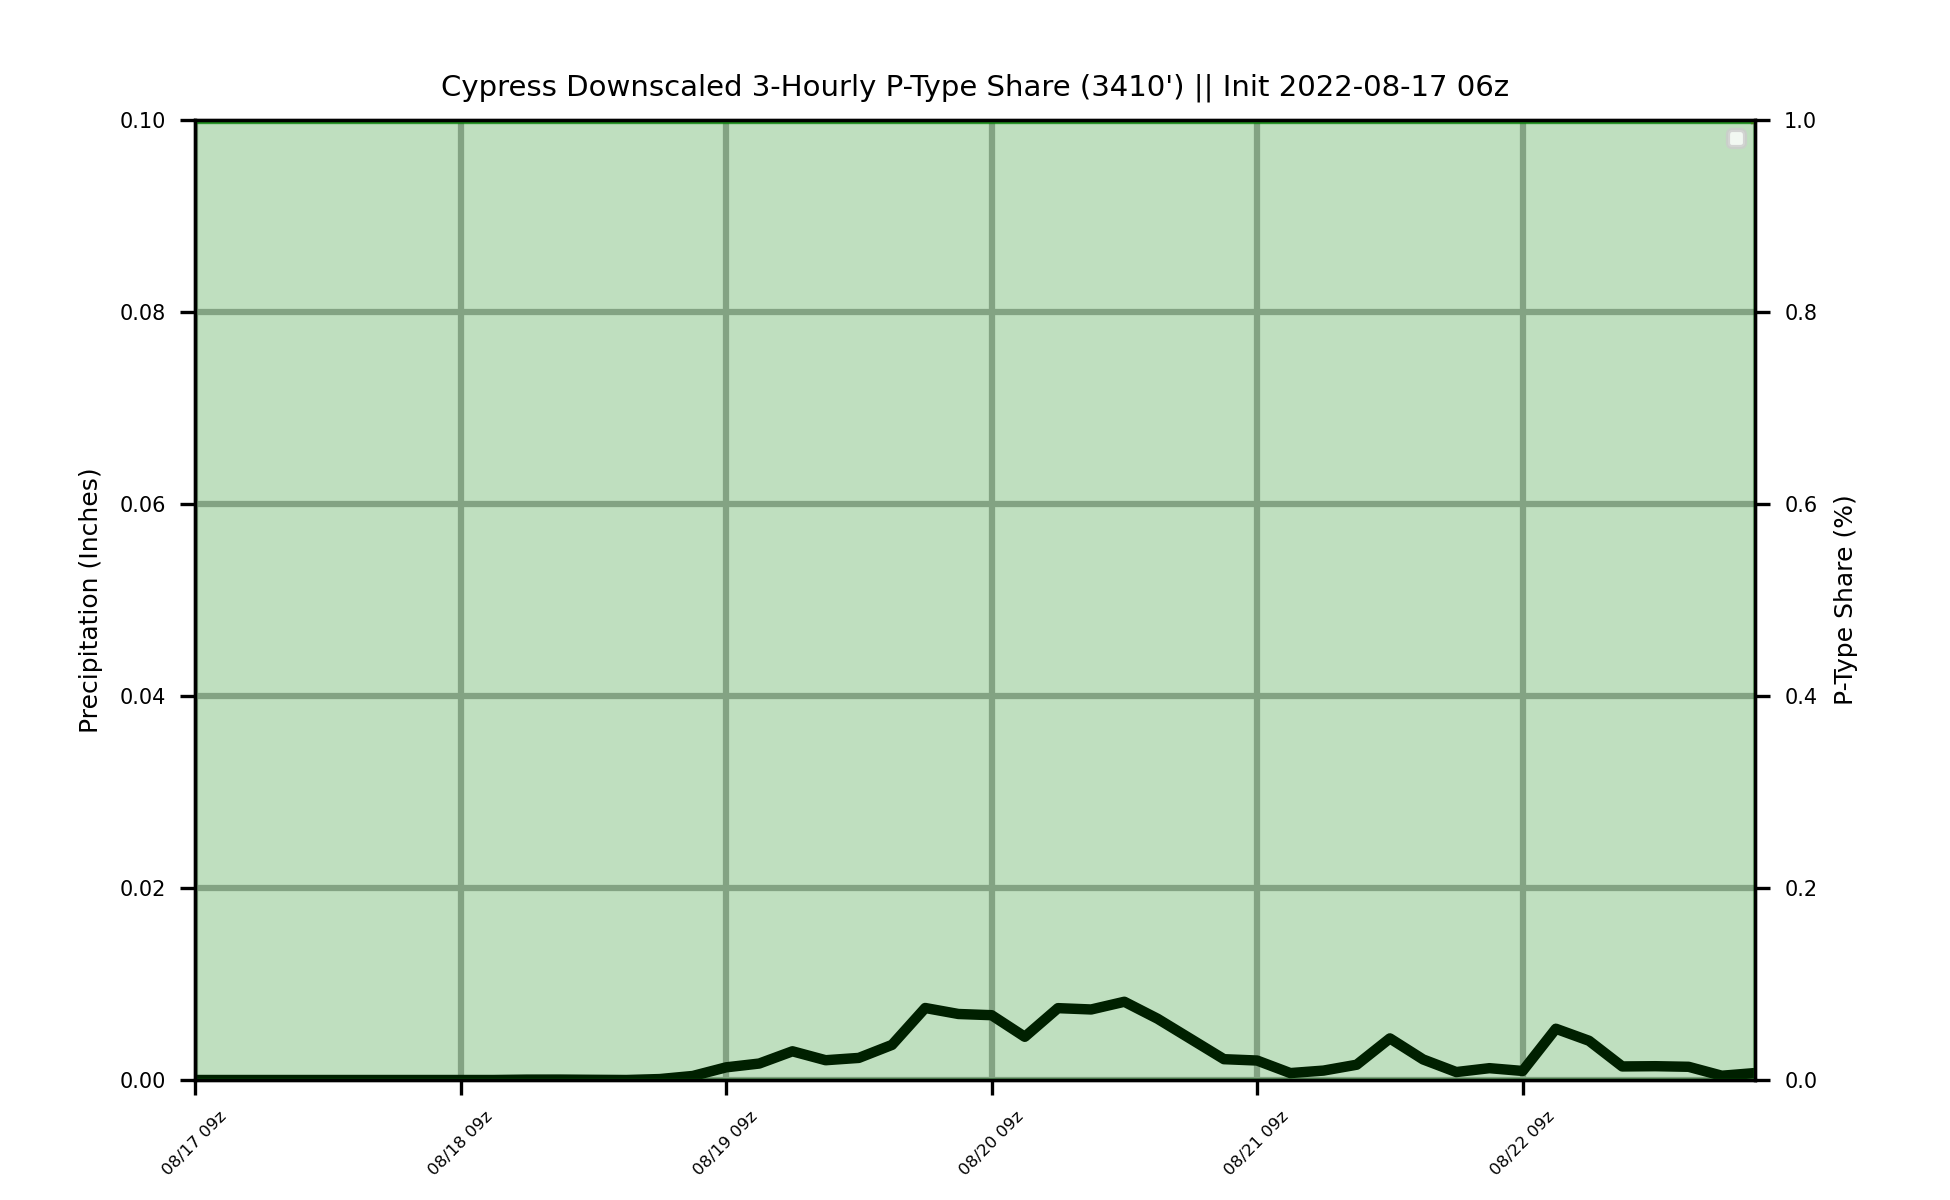 Cypress Downscaled 3-Hourly P-Type Share (3410') || Init 2022-08-17 06z
0.10
0.08
0.06
0.04
0.02
0.00
Precipitation (Inches)
1.0
0.8
0.6
0.4
0.2
0.0
P-Type Share (%)
08/17 09z
08/18 09z
08/19 09z
08/20 09z
08/21 09z
08/22 09z